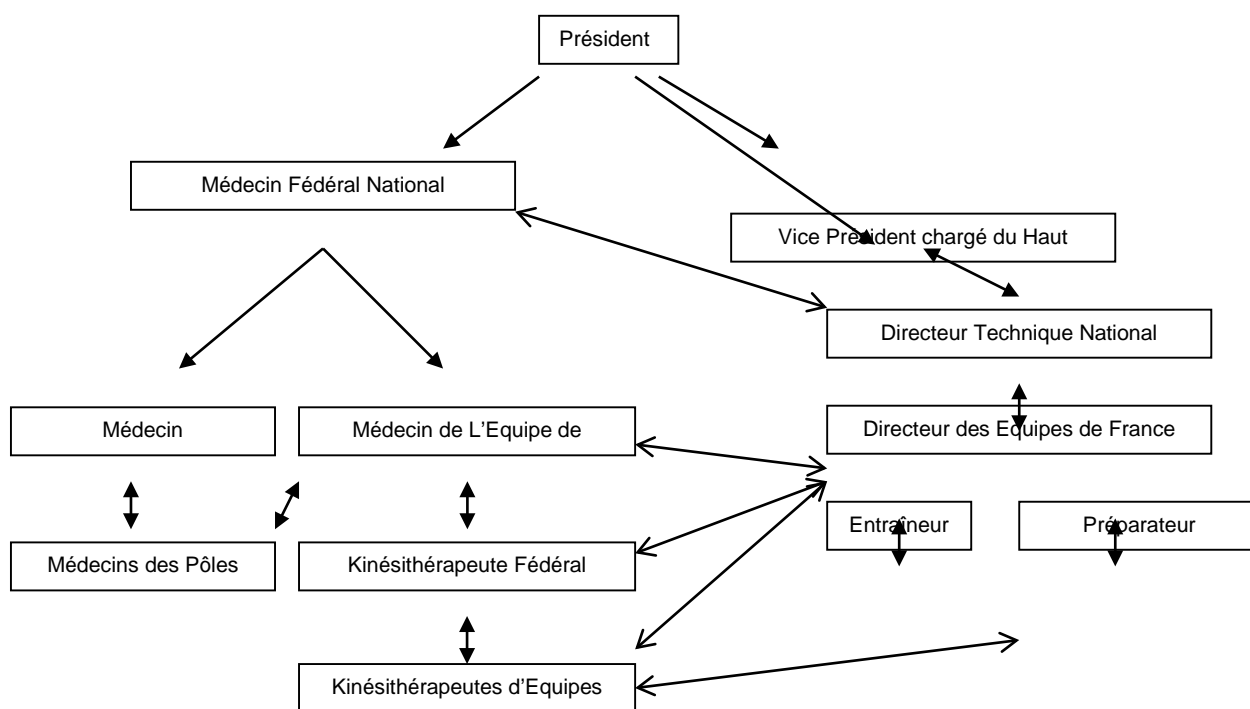 Président
Médecin Fédéral National
Vice Président chargé du Haut
Directeur Technique National
Médecin
Médecin de L'Equipe de
Directeur des Equipes de France
Entraîneur
Préparateur
Médecins des Pôles
Kinésithérapeute Fédéral
Kinésithérapeutes d'Equipes